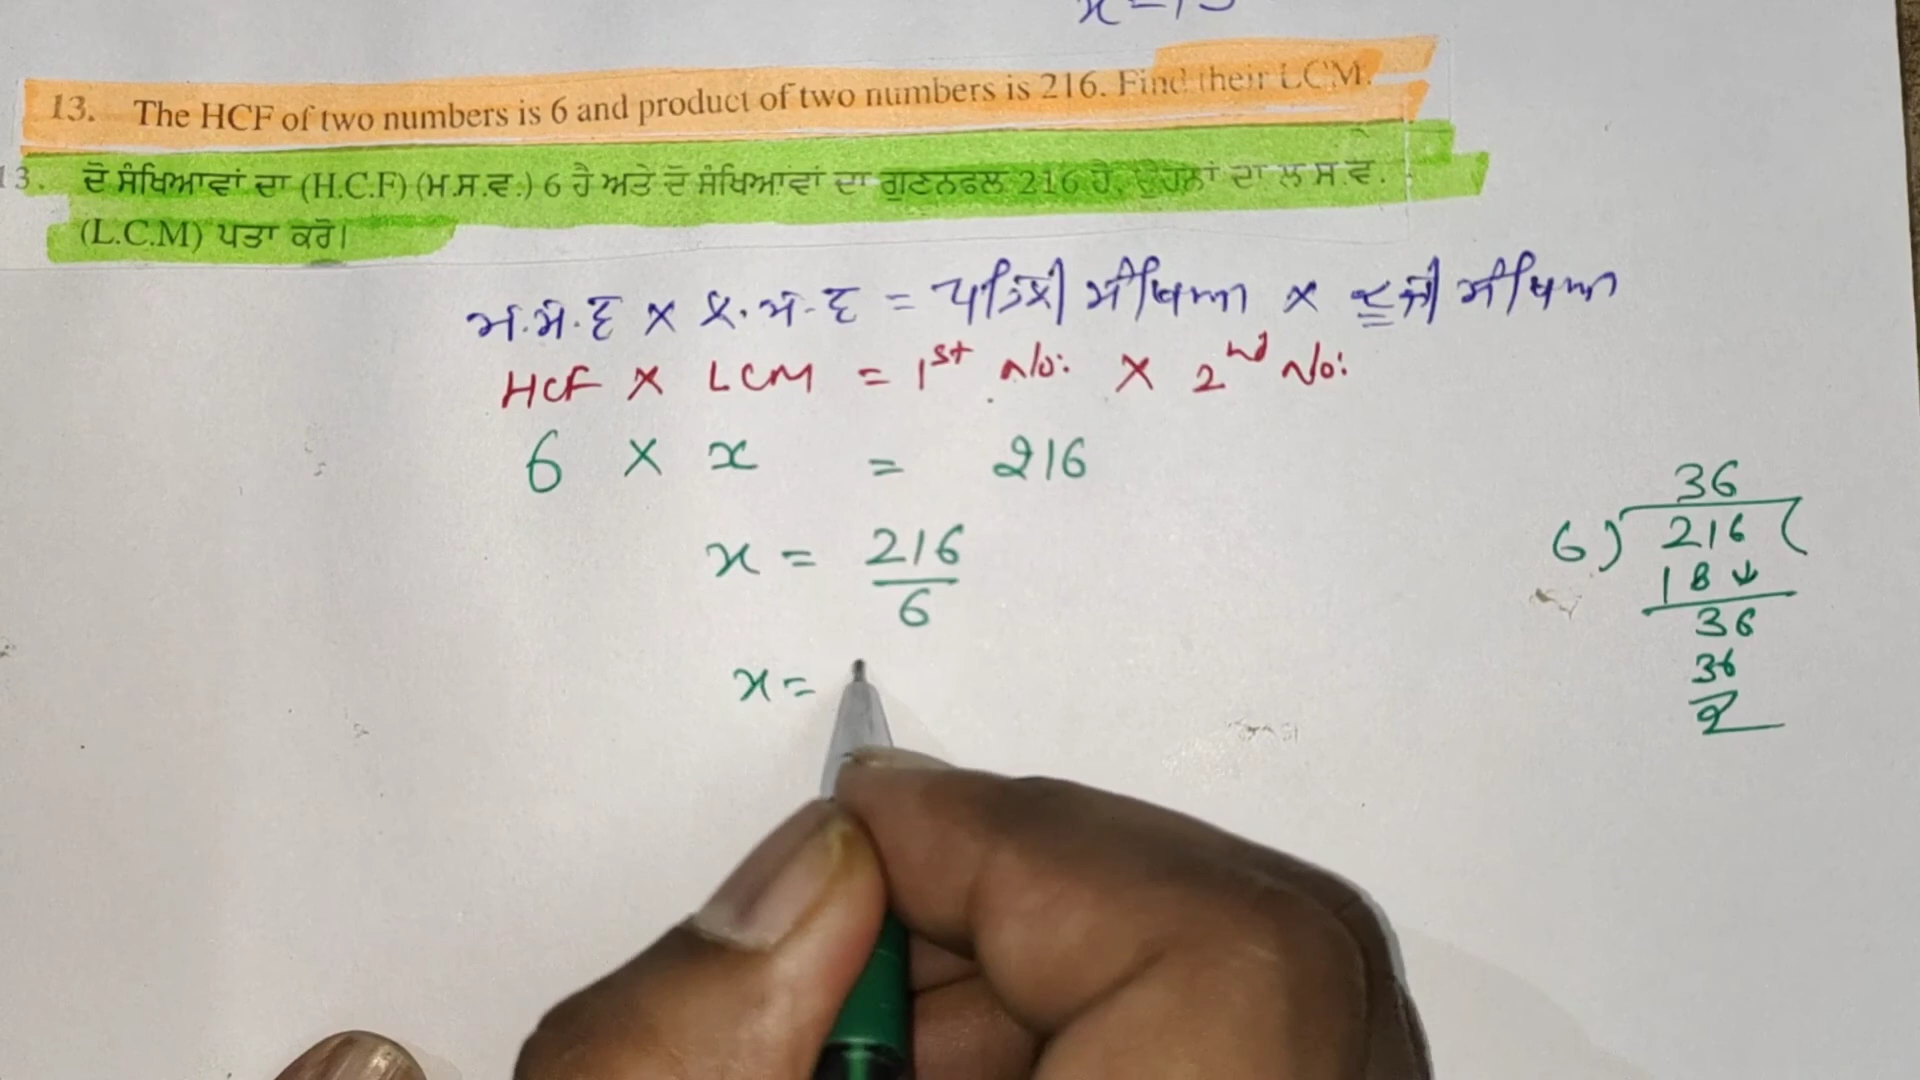 13. The HCF of two numbers is 6 and product of two numbers is 216. Find their LCM.
13. ਦੋ ਸੰਖਿਆਵਾਂ ਦਾ (H.C.F) (ਮ.ਸ.ਵ.) 6 ਹੈ ਅਤੇ ਦੋ ਸੰਖਿਆਵਾਂ ਦਾ ਗੁਣਨਫਲ 216 ਹੈ, ਉਹਨਾਂ ਦਾ ਲ.ਸ.ਵ.
(L.C.M) ਪਤਾ ਕਰੋ।
ਮ.ਸ.ਵ × ਲ.ਸ.ਵ = ਪਹਿਲੀ ਸੰਖਿਆ × ਦੂਜੀ ਸੰਖਿਆ
HCF × LCM = 1st No: × 2nd No:
6 × x = 216
x = 216
6
x =
36
6) 216 (
18 ↓
36
36